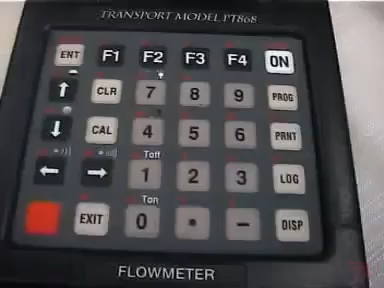 TRANSPORT MODEL PT868
ENT F1 F2 F3 F4 ON
↑ CLR 7 8 9 PROG
↓ CAL 4 5 6 PRNT
Toff
← → 1 2 3 LOG
Ton
EXIT 0 • − DISP
FLOWMETER